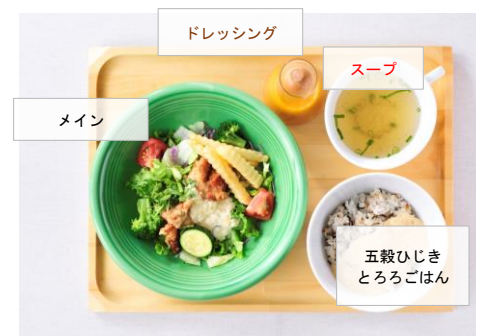 ドレッシング
スープ
メイン
五穀ひじき
とろろごはん